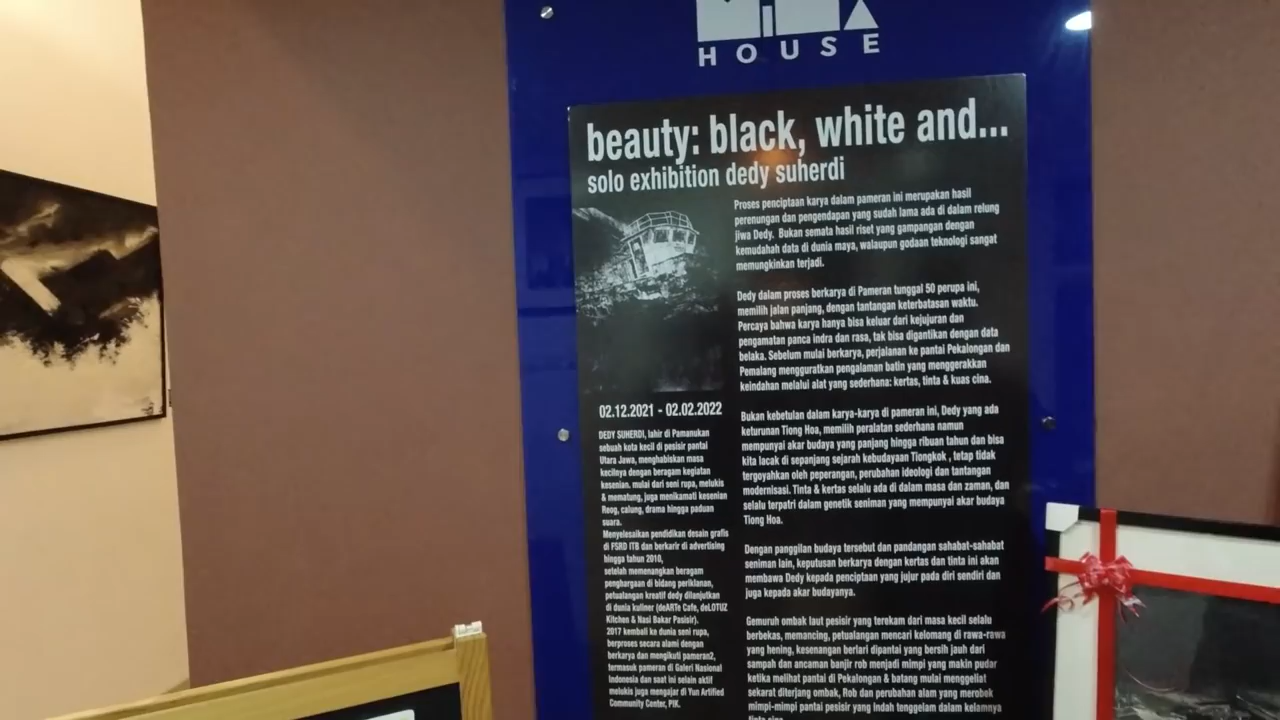 HOUSE
beauty: black, white and...
solo exhibition dedy suherdi
Proses penciptaan karya dalam pameran ini merupakan hasil
perenungan dan pengendapan yang sudah lama ada di dalam relung
jiwa Dedy. Bukan semata hasil riset yang gampangan dengan
kemudahan data di dunia maya, walaupun godaan teknologi sangat
memungkinkan terjadi.
Dedy dalam proses berkarya di Pameran tunggal 50 perupa ini,
memilih jalan panjang, dengan tantangan keterbatasan waktu.
Percaya bahwa karya hanya bisa keluar dari kejujuran dan
pengamatan panca indra dan rasa, tak bisa digantikan dengan data
belaka. Sebelum mulai berkarya, perjalanan ke pantai Pekalongan dan
Pemalang mengguratkan pengalaman batin yang menggerakkan
keindahan melalui alat yang sederhana: kertas, tinta & kuas cina.
Bukan kebetulan dalam karya-karya di pameran ini, Dedy yang ada
keturunan Tiong Hoa, memilih peralatan sederhana namun
mempunyai akar budaya yang panjang hingga ribuan tahun dan bisa
kita lacak di sepanjang sejarah kebudayaan Tiongkok , tetap tidak
tergoyahkan oleh peperangan, perubahan ideologi dan tantangan
modernisasi. Tinta & kertas selalu ada di dalam masa dan zaman, dan
selalu terpatri dalam genetik seniman yang mempunyai akar budaya
Tiong Hoa.
Dengan panggilan budaya tersebut dan pandangan sahabat-sahabat
seniman lain, keputusan berkarya dengan kertas dan tinta ini akan
membawa Dedy kepada penciptaan yang jujur pada diri sendiri dan
juga kepada akar budayanya.
Gemuruh ombak laut pesisir yang terekam dari masa kecil selalu
berbekas, memancing, petualangan mencari kelomang di rawa-rawa
yang hening, kesenangan berlari dipantai yang bersih jauh dari
sampah dan ancaman banjir rob menjadi mimpi yang makin pudar
ketika melihat pantai di Pekalongan & batang mulai menggeliat
sekarat diterjang ombak, Rob dan perubahan alam yang merobek
mimpi-mimpi pantai pesisir yang indah tenggelam dalam kelamnya
02.12.2021 - 02.02.2022
DEDY SUHERDI, lahir di Pamanukan
sebuah kota kecil di pesisir pantai
Utara Jawa, menghabiskan masa
kecilnya dengan beragam kegiatan
kesenian. mulai dari seni rupa, melukis
& mematung, juga menikamati kesenian
Reog, calung, drama hingga paduan
suara.
Menyelesaikan pendidikan desain grafis
di FSRD ITB dan berkarir di advertising
hingga tahun 2010,
setelah memenangkan beragam
penghargaan di bidang periklanan,
petualangan kreatif dedy dilanjutkan
di dunia kuliner (deARTe Cafe, deLOTUZ
Kitchen & Nasi Bakar Pasisir).
2017 kembali ke dunia seni rupa,
berproses secara alami dengan
berkarya dan mengikuti pameran2,
termasuk pameran di Galeri Nasional
Indonesia dan saat ini selain aktif
melukis juga mengajar di Yun Artified
Community Center, PIK.